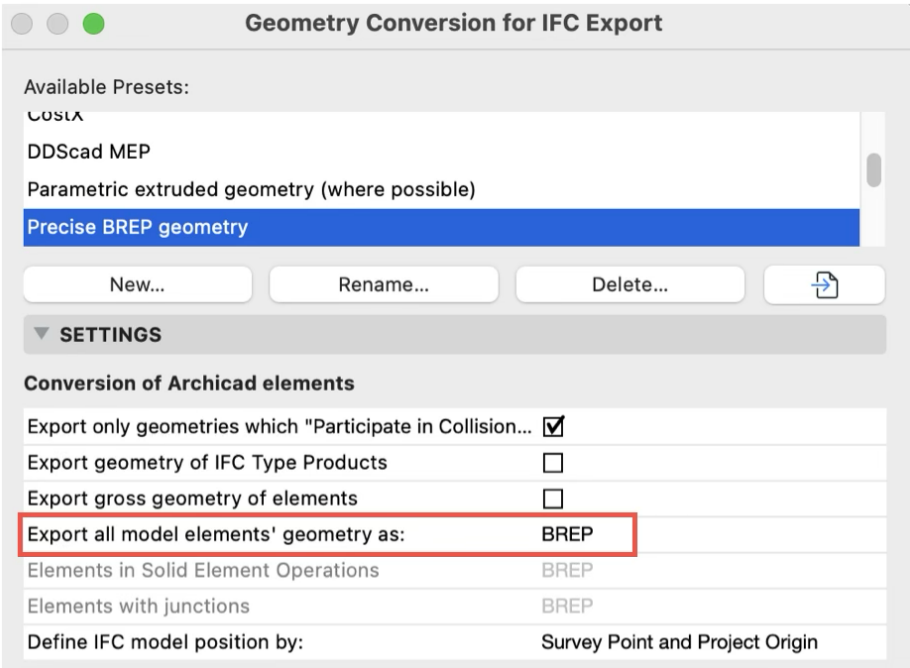 Geometry Conversion for IFC Export
Available Presets:
CostX
DDScad MEP
Parametric extruded geometry (where possible)
Precise BREP geometry
New... Rename... Delete...
SETTINGS
Conversion of Archicad elements
Export only geometries which "Participate in Collision...
Export geometry of IFC Type Products
Export gross geometry of elements
Export all model elements' geometry as: BREP
Elements in Solid Element Operations BREP
Elements with junctions BREP
Define IFC model position by: Survey Point and Project Origin